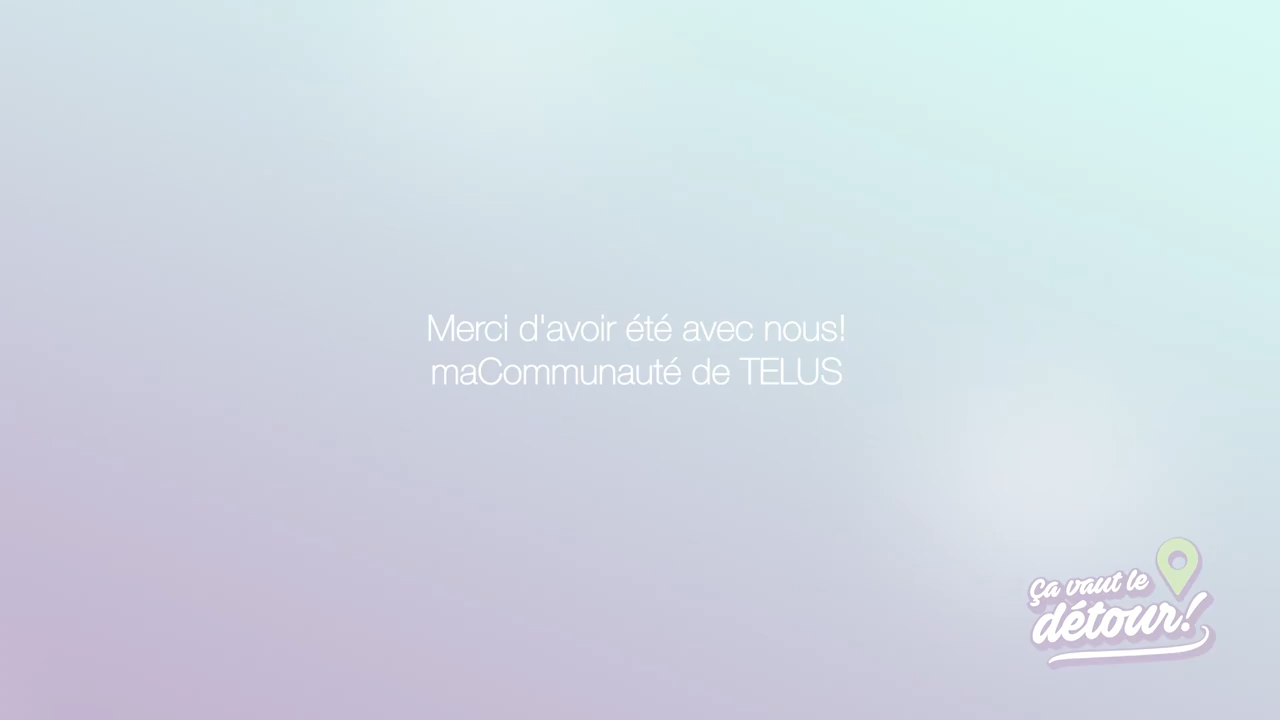 Merci d'avoir été avec nous!
maCommunauté de TELUS
Ça vaut le
détour!